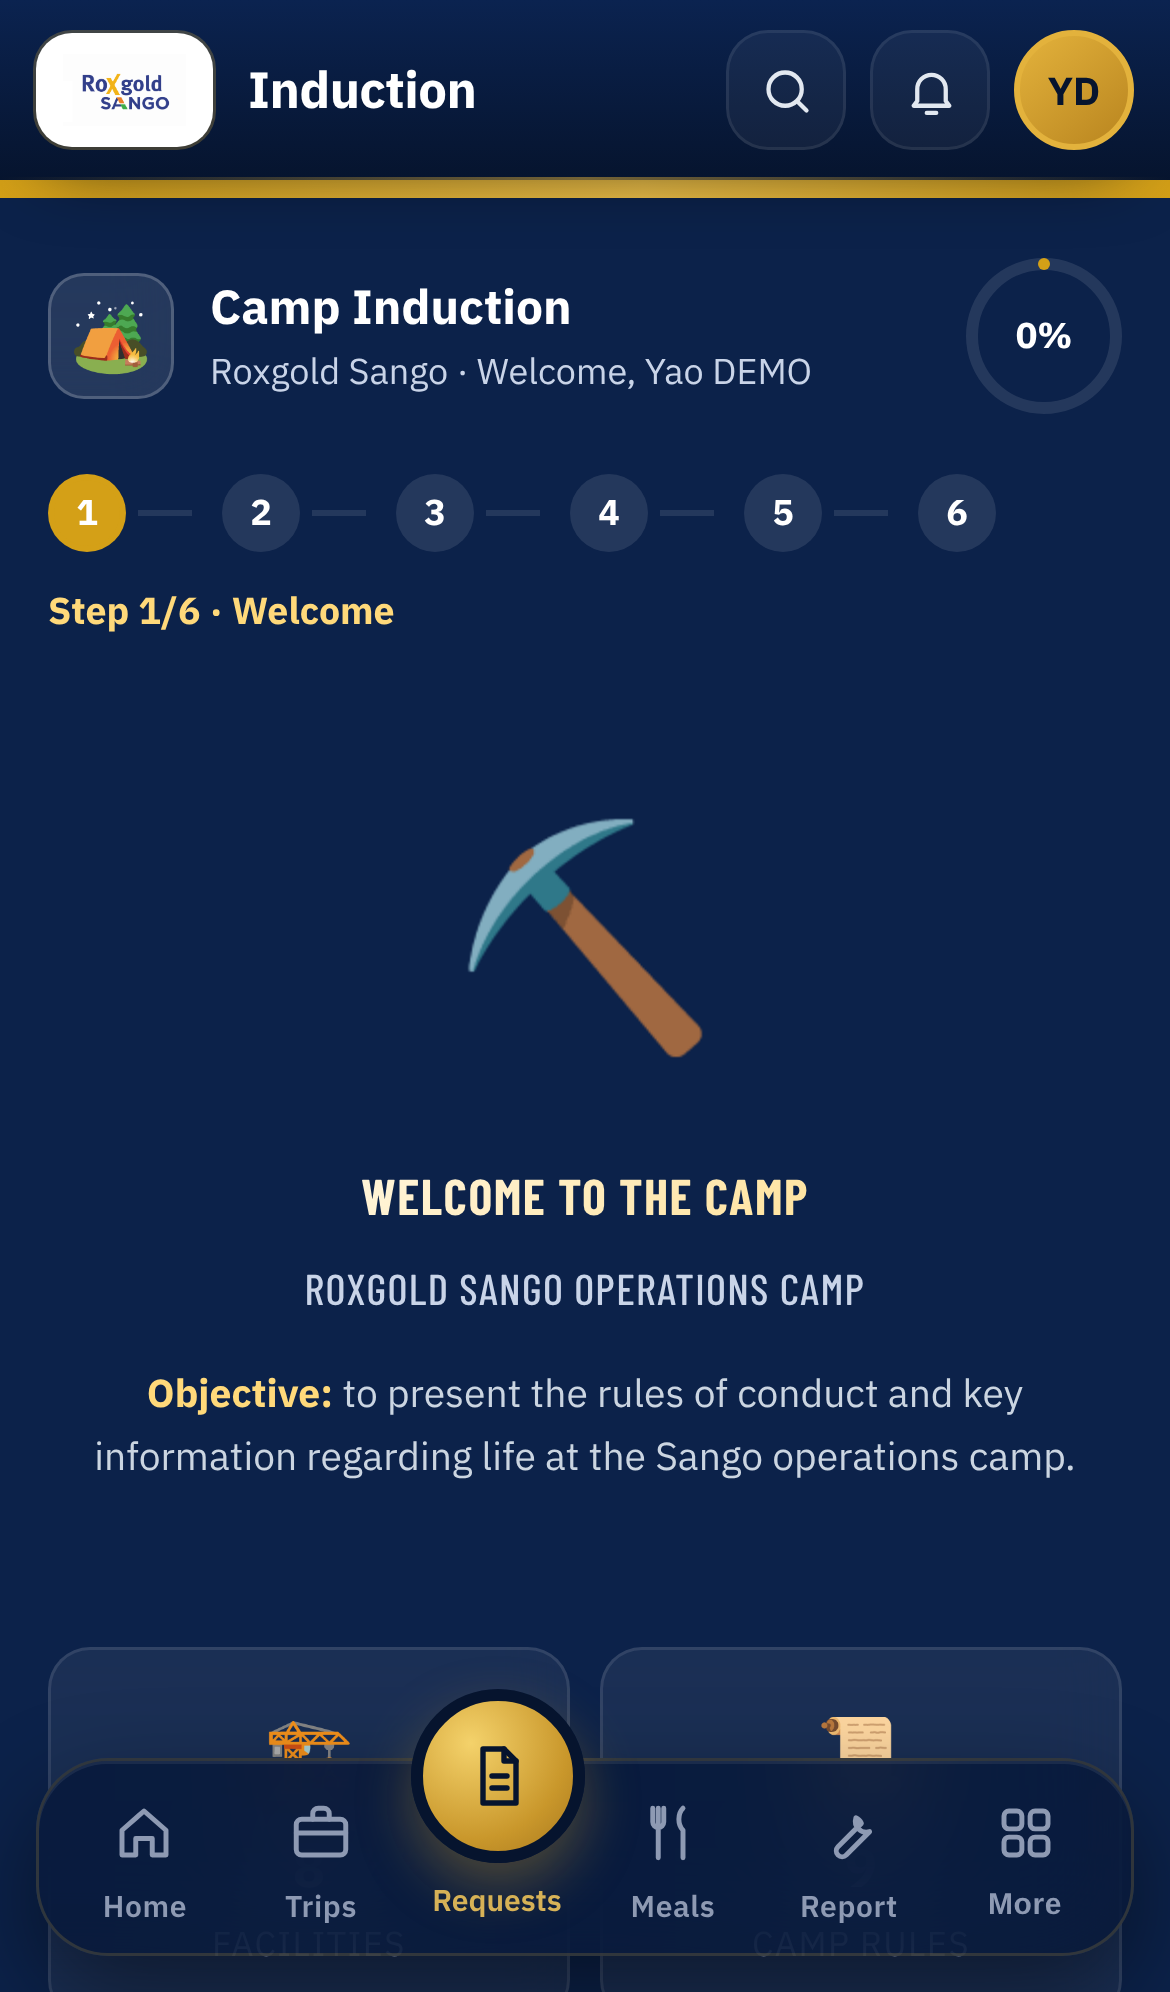 Roxgold
SANGO
Induction
YD
Camp Induction
Roxgold Sango · Welcome, Yao DEMO
0%
1 2 3 4 5 6
Step 1/6 · Welcome
WELCOME TO THE CAMP
ROXGOLD SANGO OPERATIONS CAMP
Objective: to present the rules of conduct and key
information regarding life at the Sango operations camp.
Home Trips Requests Meals Report More
FACILITIES CAMP RULES